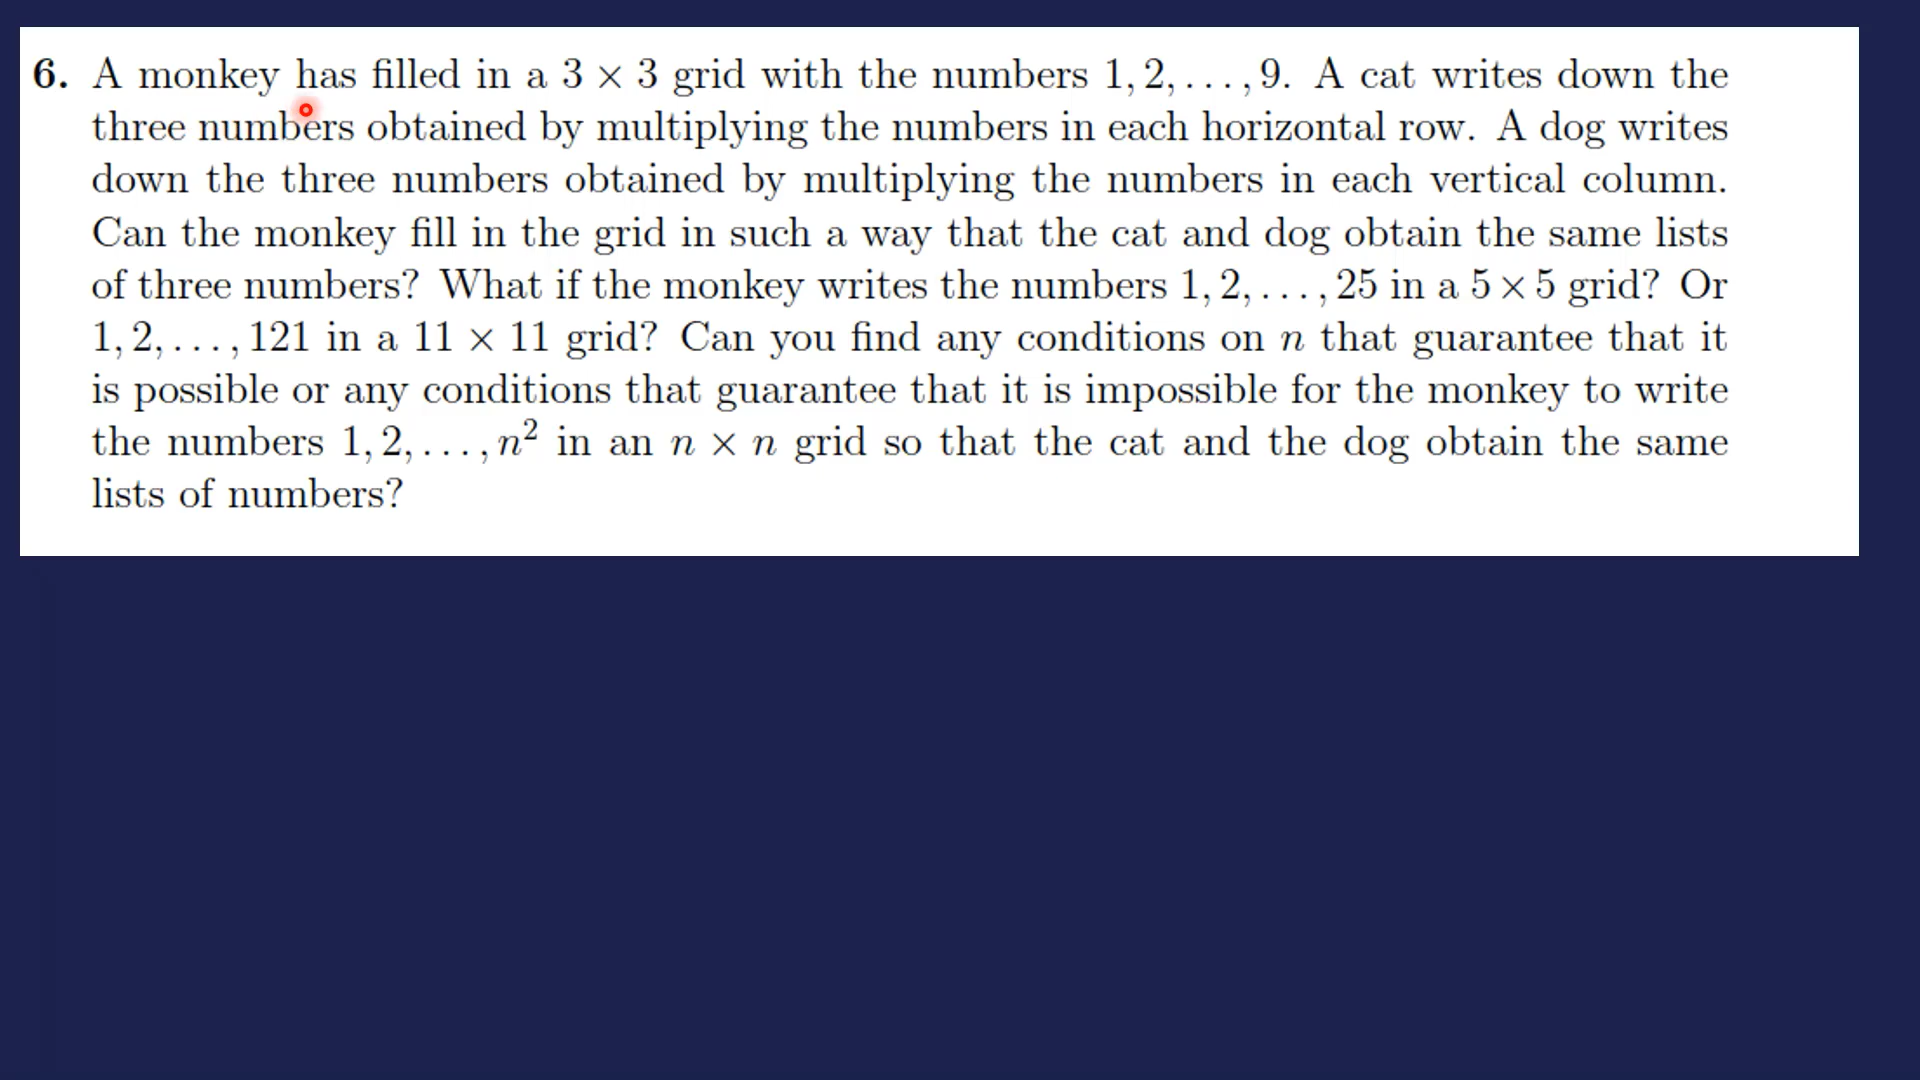 6. A monkey has filled in a 3 × 3 grid with the numbers 1, 2, . . . , 9. A cat writes down the
three numbers obtained by multiplying the numbers in each horizontal row. A dog writes
down the three numbers obtained by multiplying the numbers in each vertical column.
Can the monkey fill in the grid in such a way that the cat and dog obtain the same lists
of three numbers? What if the monkey writes the numbers 1, 2, . . . , 25 in a 5 × 5 grid? Or
1, 2, . . . , 121 in a 11 × 11 grid? Can you find any conditions on n that guarantee that it
is possible or any conditions that guarantee that it is impossible for the monkey to write
the numbers 1, 2, . . . , n² in an n × n grid so that the cat and the dog obtain the same
lists of numbers?